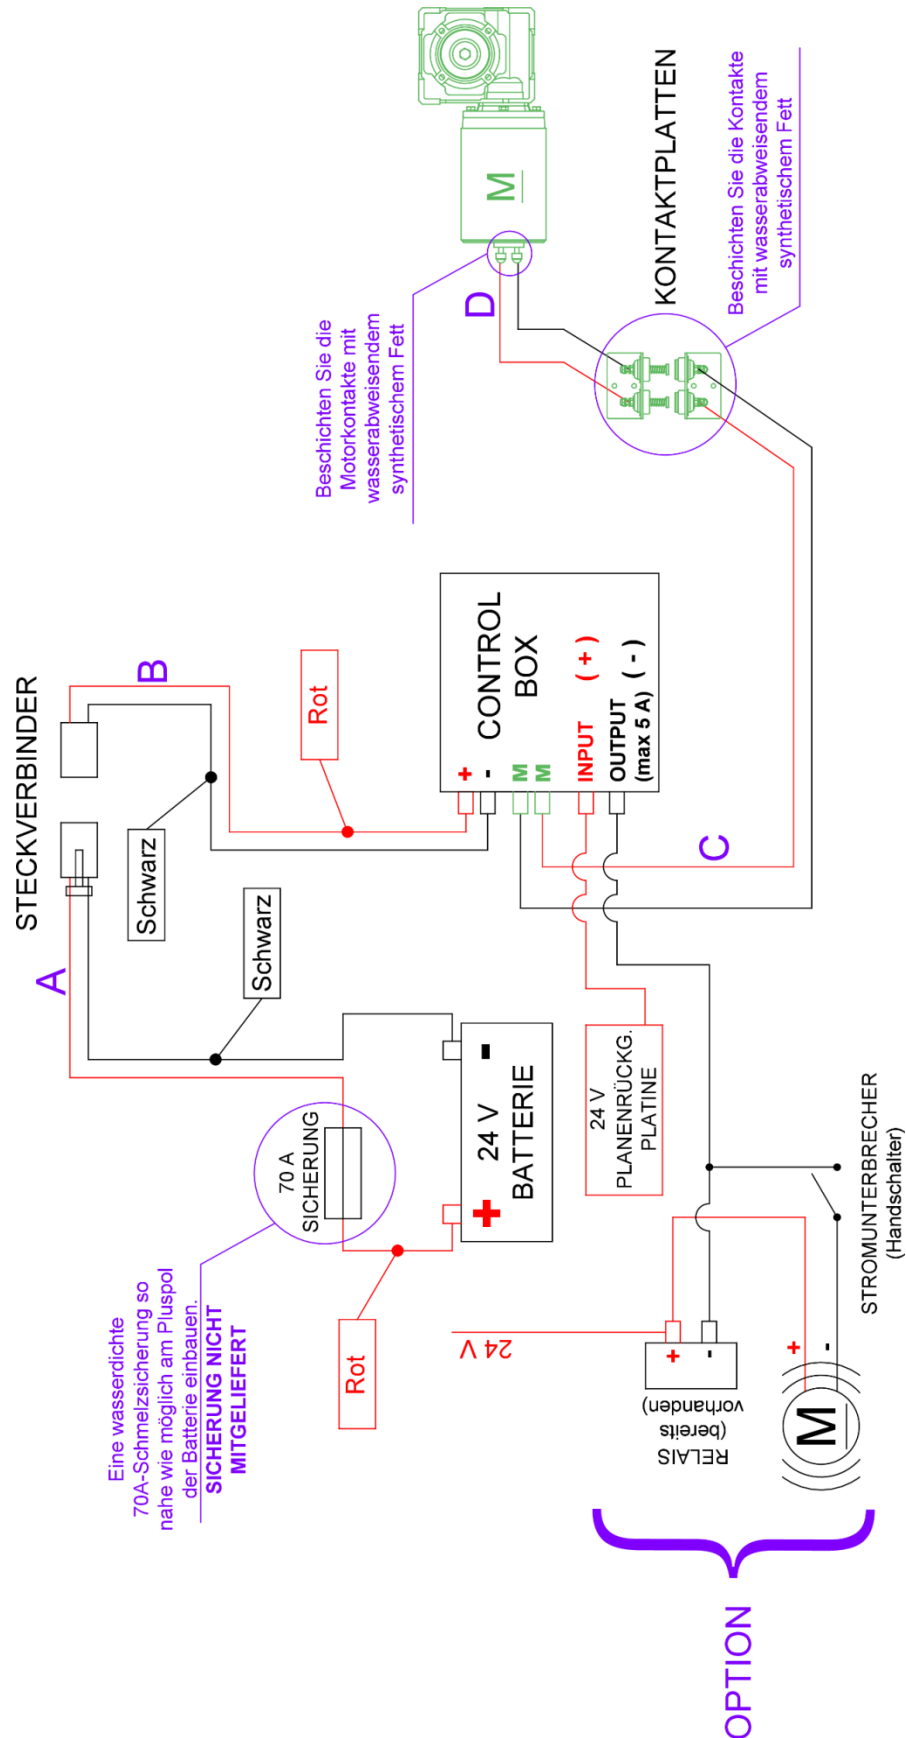 STECKVERBINDER
A
B
Schwarz
Schwarz
Rot
Rot
Eine wasserdichte
70A-Schmelzsicherung so
nahe wie möglich am Pluspol
der Batterie einbauen.
SICHERUNG NICHT
MITGELIEFERT
70 A
SICHERUNG
+
-
24 V
BATTERIE
CONTROL
BOX
+
-
M
M
INPUT (+)
OUTPUT (-)
(max 5 A)
C
Beschichten Sie die
Motorkontakte mit
wasserabweisendem
synthetischem Fett
M
D
KONTAKTPLATTEN
Beschichten Sie die Kontakte
mit wasserabweisendem
synthetischem Fett
24 V
PLANENRÜCKG.
PLATINE
24 V
+
-
RELAIS
(bereits
vorhanden)
+
-
M
STROMUNTERBRECHER
(Handschalter)
OPTION